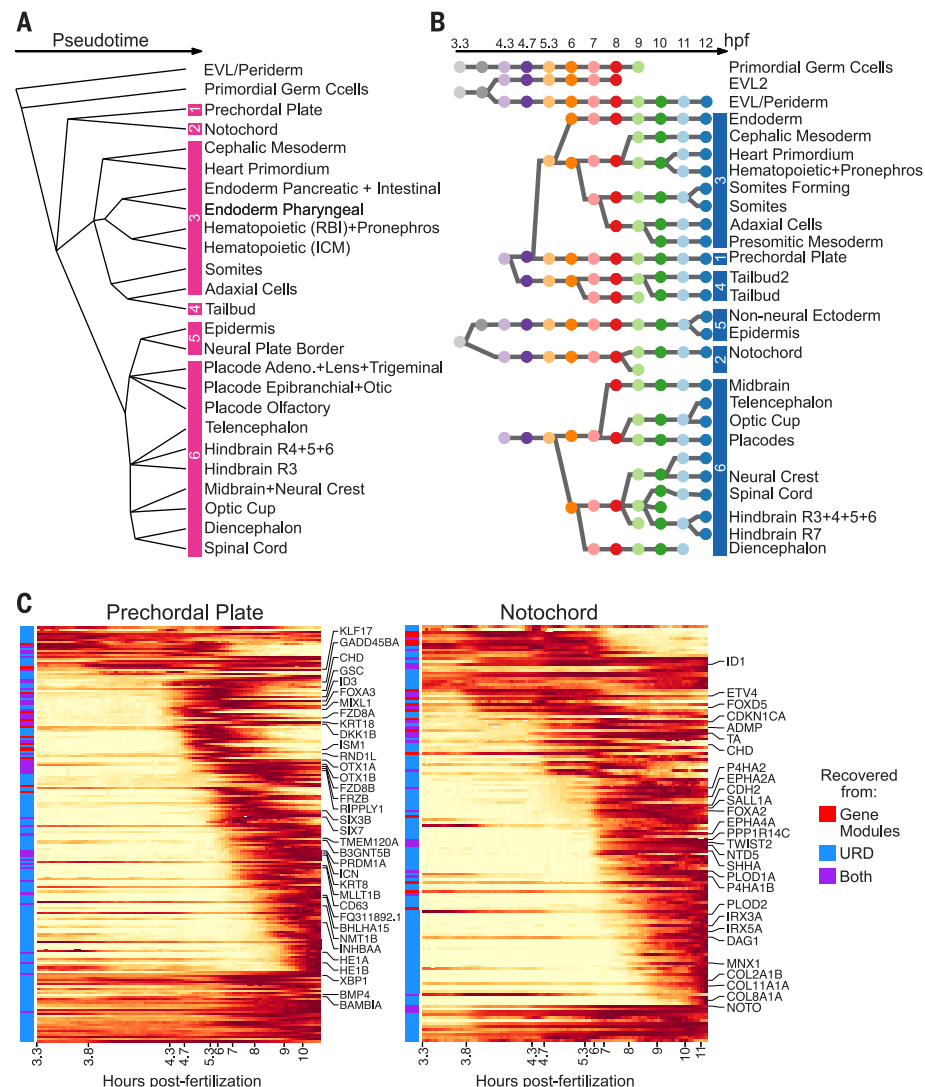 A
Pseudotime
EVL/Periderm
Primordial Germ Ccells
1
Prechordal Plate
2
Notochord
3
Cephalic Mesoderm
Heart Primordium
Endoderm Pancreatic + Intestinal
Endoderm Pharyngeal
Hematopoietic (RBI)+Pronephros
Hematopoietic (ICM)
Somites
Adaxial Cells
4
Tailbud
5
Epidermis
Neural Plate Border
6
Placode Adeno.+Lens+Trigeminal
Placode Epibranchial+Otic
Placode Olfactory
Telencephalon
Hindbrain R4+5+6
Hindbrain R3
Midbrain+Neural Crest
Optic Cup
Diencephalon
Spinal Cord
B
3.3 4.3 4.7 5.3 6 7 8 9 10 11 12 hpf
Primordial Germ Ccells
EVL2
EVL/Periderm
3
Endoderm
Cephalic Mesoderm
Heart Primordium
Hematopoietic+Pronephros
Somites Forming
Somites
Adaxial Cells
Presomitic Mesoderm
1
Prechordal Plate
4
Tailbud2
Tailbud
5
Non-neural Ectoderm
Epidermis
2
Notochord
6
Midbrain
Telencephalon
Optic Cup
Placodes
Neural Crest
Spinal Cord
Hindbrain R3+4+5+6
Hindbrain R7
Diencephalon
C
Prechordal Plate
KLF17
GADD45BA
CHD
GSC
ID3
FOXA3
MIXL1
FZD8A
KRT18
DKK1B
ISM1
RND1L
OTX1A
OTX1B
FZD8B
FRZB
RIPPLY1
SIX3B
SIX7
TMEM120A
B3GNT5B
PRDM1A
ICN
KRT8
MLLT1B
CD63
FQ311892.1
BHLHA15
NMT1B
INHBAA
HE1A
HE1B
XBP1
BMP4
BAMBIA
3.3 3.8 4.3 4.7 5.3 6 7 8 9 10
Hours post-fertilization
Notochord
ID1
ETV4
FOXD5
CDKN1CA
ADMP
TA
CHD
P4HA2
EPHA2A
CDH2
SALL1A
FOXA2
EPHA4A
PPP1R14C
TWIST2
NTD5
SHHA
PLOD1A
P4HA1B
PLOD2
IRX3A
IRX5A
DAG1
MNX1
COL2A1B
COL11A1A
COL8A1A
NOTO
3.3 3.8 4.3 4.7 5.3 6 7 8 9 10 11
Hours post-fertilization
Recovered
from:
Gene
Modules
URD
Both